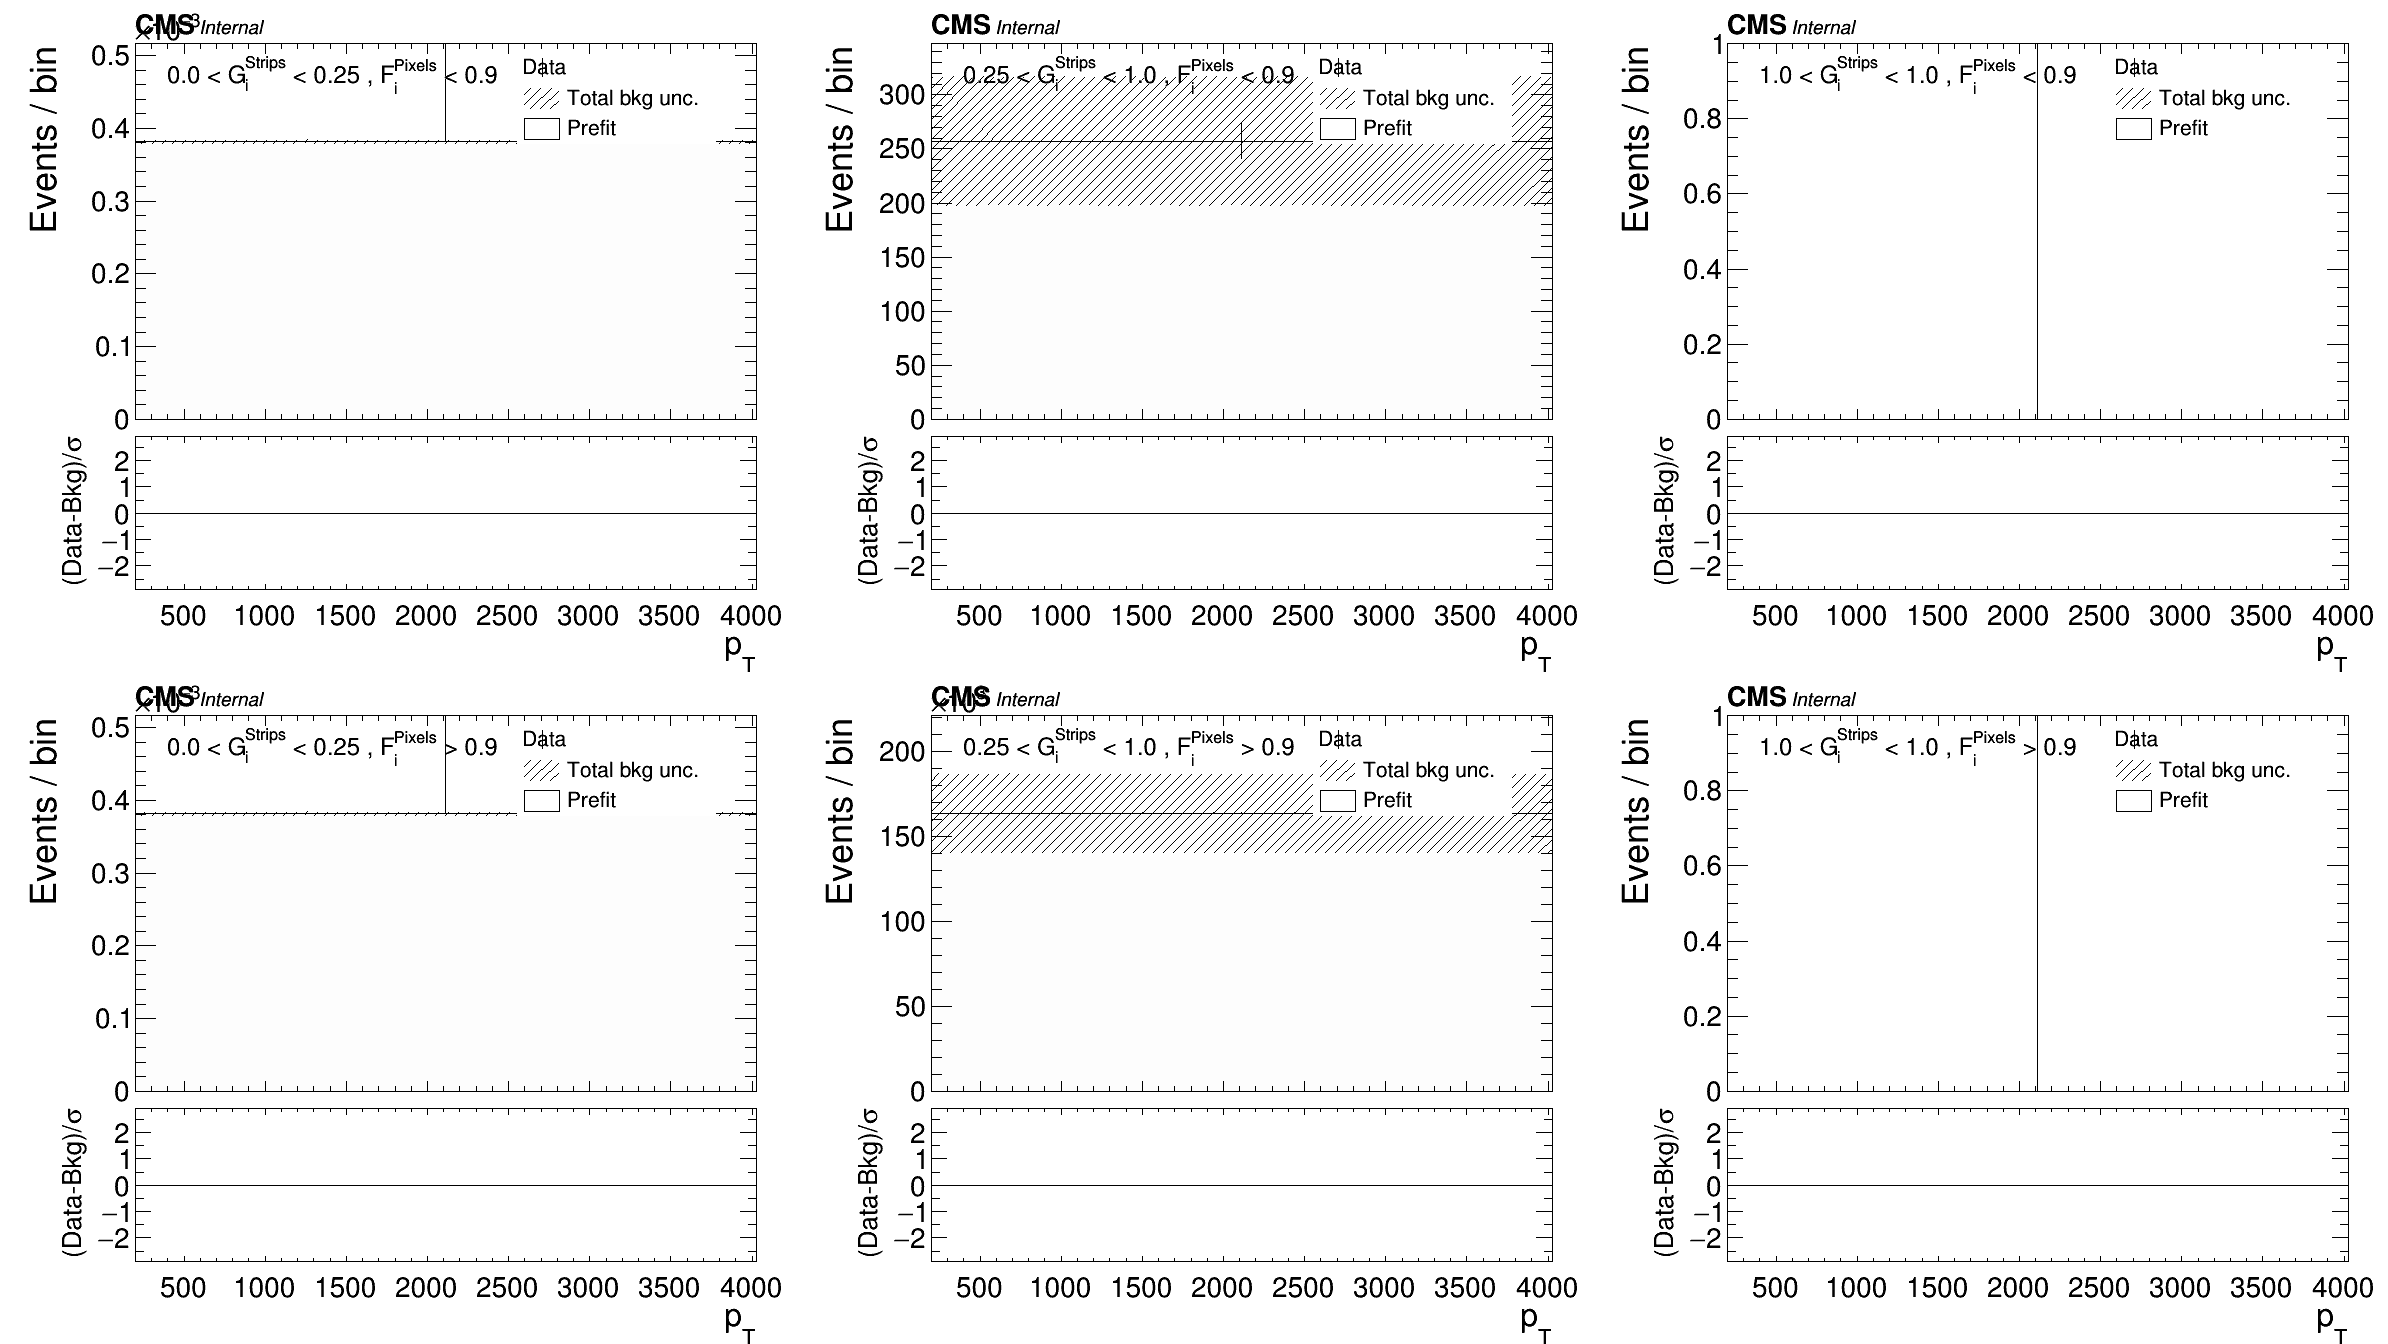 CMS Internal
Events / bin
0.0 < G_i^Strips < 0.25 , F_i^Pixels < 0.9
Data
Total bkg unc.
Prefit
0.5
0.4
0.3
0.2
0.1
0
(Data-Bkg)/σ
2
1
0
−1
−2
500 1000 1500 2000 2500 3000 3500 4000
p_T
CMS Internal
Events / bin
0.25 < G_i^Strips < 1.0 , F_i^Pixels < 0.9
Data
Total bkg unc.
Prefit
300
250
200
150
100
50
0
(Data-Bkg)/σ
2
1
0
−1
−2
500 1000 1500 2000 2500 3000 3500 4000
p_T
CMS Internal
Events / bin
1.0 < G_i^Strips < 1.0 , F_i^Pixels < 0.9
Data
Total bkg unc.
Prefit
1
0.8
0.6
0.4
0.2
0
(Data-Bkg)/σ
2
1
0
−1
−2
500 1000 1500 2000 2500 3000 3500 4000
p_T
CMS Internal
Events / bin
0.0 < G_i^Strips < 0.25 , F_i^Pixels > 0.9
Data
Total bkg unc.
Prefit
0.5
0.4
0.3
0.2
0.1
0
(Data-Bkg)/σ
2
1
0
−1
−2
500 1000 1500 2000 2500 3000 3500 4000
p_T
CMS Internal
Events / bin
0.25 < G_i^Strips < 1.0 , F_i^Pixels > 0.9
Data
Total bkg unc.
Prefit
200
150
100
50
0
(Data-Bkg)/σ
2
1
0
−1
−2
500 1000 1500 2000 2500 3000 3500 4000
p_T
CMS Internal
Events / bin
1.0 < G_i^Strips < 1.0 , F_i^Pixels > 0.9
Data
Total bkg unc.
Prefit
1
0.8
0.6
0.4
0.2
0
(Data-Bkg)/σ
2
1
0
−1
−2
500 1000 1500 2000 2500 3000 3500 4000
p_T